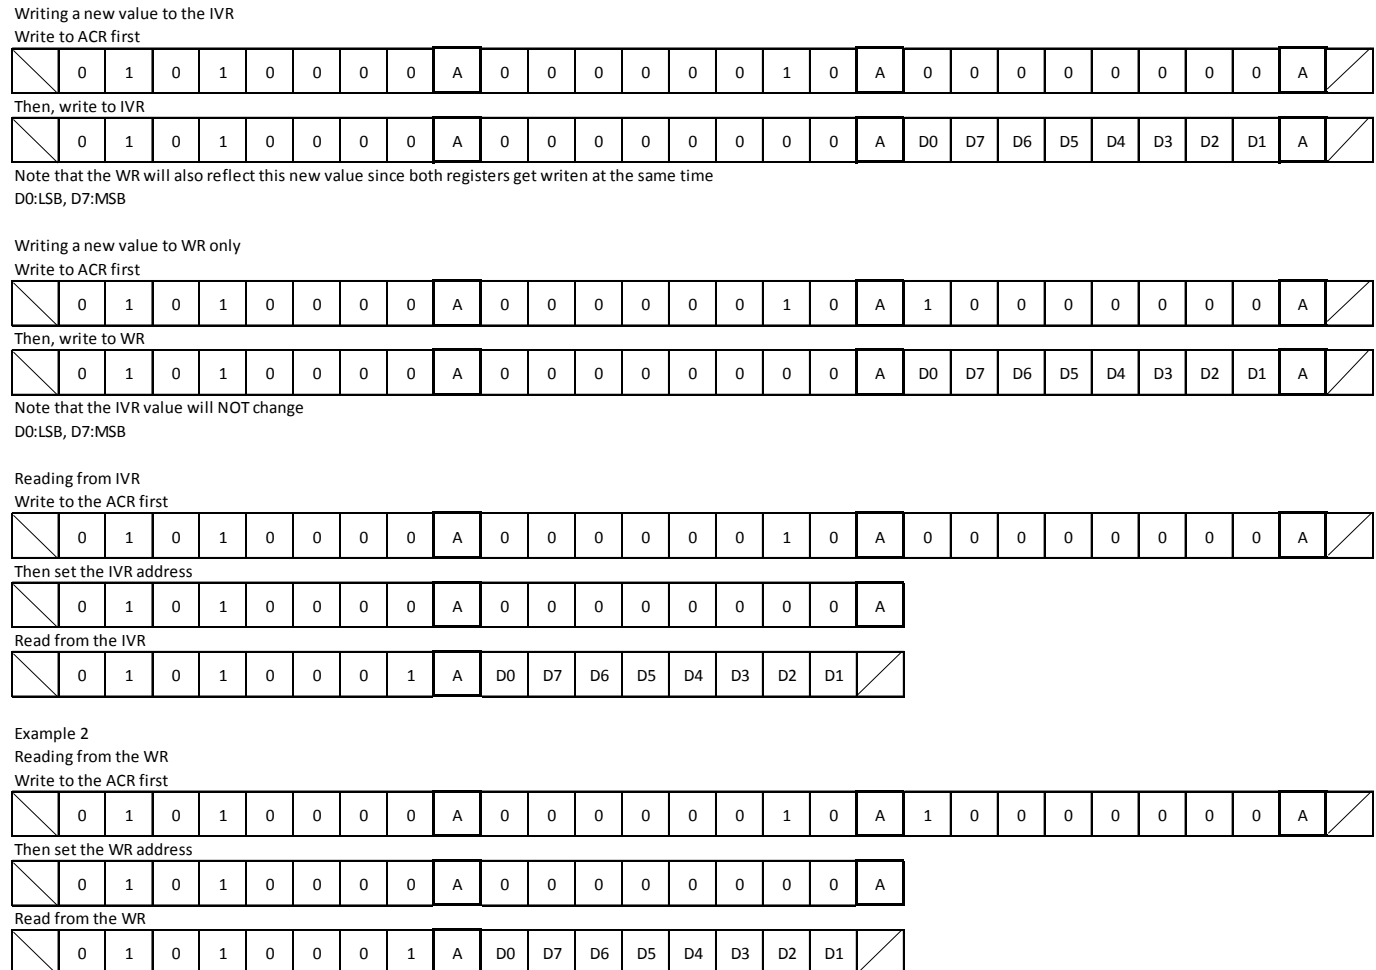 Writing a new value to the IVR
Write to ACR first
0 1 0 1 0 0 0 0 A 0 0 0 0 0 0 1 0 A 0 0 0 0 0 0 0 0 A
Then, write to IVR
0 1 0 1 0 0 0 0 A 0 0 0 0 0 0 0 0 A D0 D7 D6 D5 D4 D3 D2 D1 A
Note that the WR will also reflect this new value since both registers get writen at the same time
D0:LSB, D7:MSB
Writing a new value to WR only
Write to ACR first
0 1 0 1 0 0 0 0 A 0 0 0 0 0 0 1 0 A 1 0 0 0 0 0 0 0 A
Then, write to WR
0 1 0 1 0 0 0 0 A 0 0 0 0 0 0 0 0 A D0 D7 D6 D5 D4 D3 D2 D1 A
Note that the IVR value will NOT change
D0:LSB, D7:MSB
Reading from IVR
Write to the ACR first
0 1 0 1 0 0 0 0 A 0 0 0 0 0 0 1 0 A 0 0 0 0 0 0 0 0 A
Then set the IVR address
0 1 0 1 0 0 0 0 A 0 0 0 0 0 0 0 0 A
Read from the IVR
0 1 0 1 0 0 0 1 A D0 D7 D6 D5 D4 D3 D2 D1
Example 2
Reading from the WR
Write to the ACR first
0 1 0 1 0 0 0 0 A 0 0 0 0 0 0 1 0 A 1 0 0 0 0 0 0 0 A
Then set the WR address
0 1 0 1 0 0 0 0 A 0 0 0 0 0 0 0 0 A
Read from the WR
0 1 0 1 0 0 0 1 A D0 D7 D6 D5 D4 D3 D2 D1